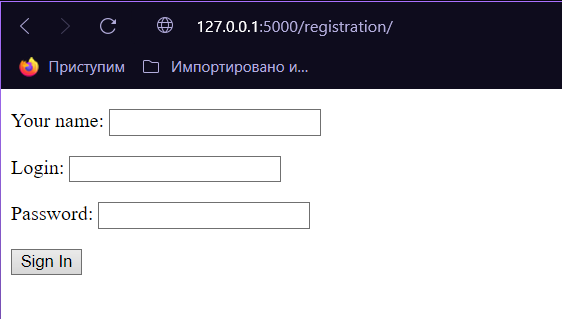 127.0.0.1:5000/registration/
Приступим Импортировано и...
Your name:
Login:
Password:
Sign In